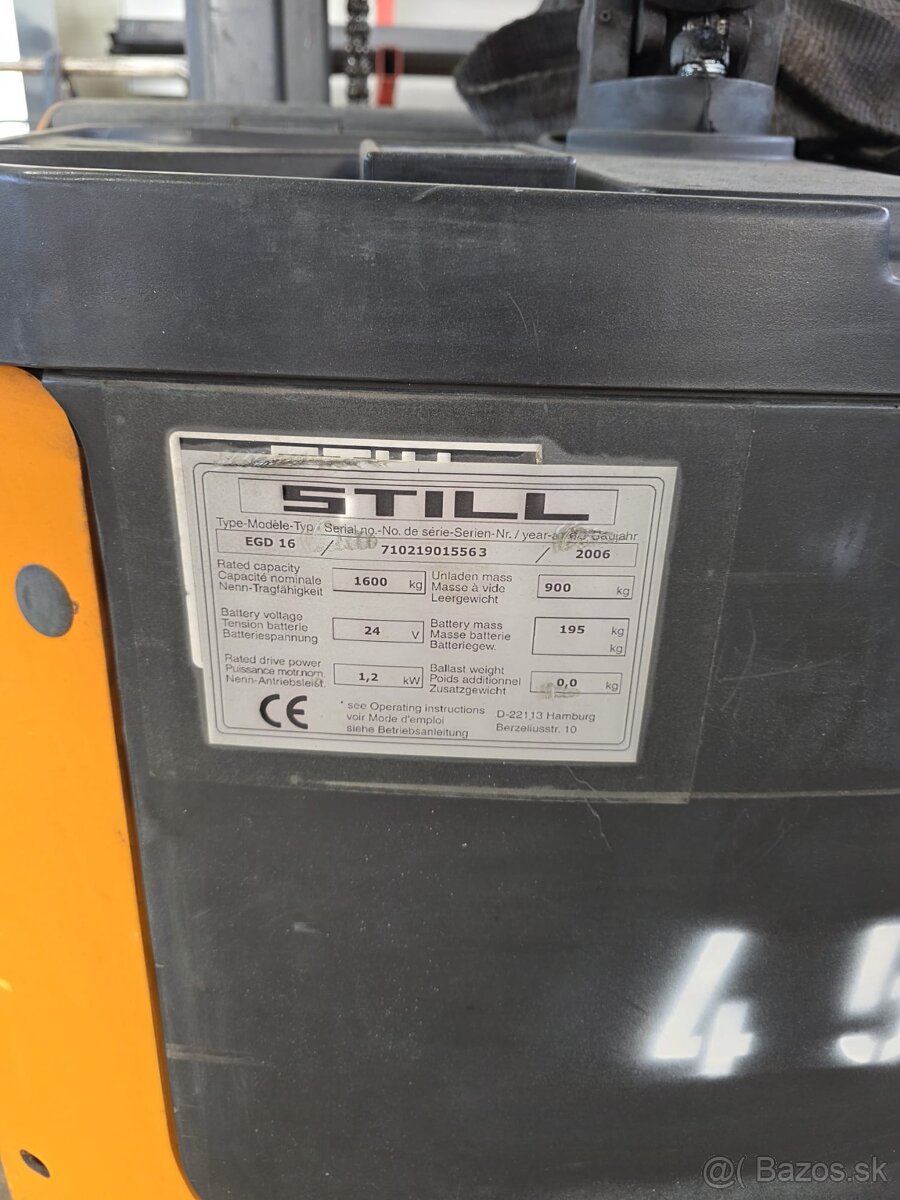 STILL
STILL
Type-Modèle-Typ / Serial no.-No. de série-Serien-Nr. / year-année-Baujahr
EGD 16 / 710219015563 / 2006
Rated capacity
Capacité nominale
Nenn-Tragfähigkeit
1600 kg
Unladen mass
Masse à vide
Leergewicht
900 kg
Battery voltage
Tension batterie
Batteriespannung
24 V
Battery mass
Masse batterie
Batteriegew.
195 kg
kg
Rated drive power
Puissance motr.nom.
Nenn-Antriebsleist.
1,2 kW
Ballast weight
Poids additionnel
Zusatzgewicht
0,0 kg
CE
* see Operating instructions
voir Mode d'emploi
siehe Betriebsanleitung
D-22113 Hamburg
Berzeliusstr. 10
4 5
@( Bazos.sk